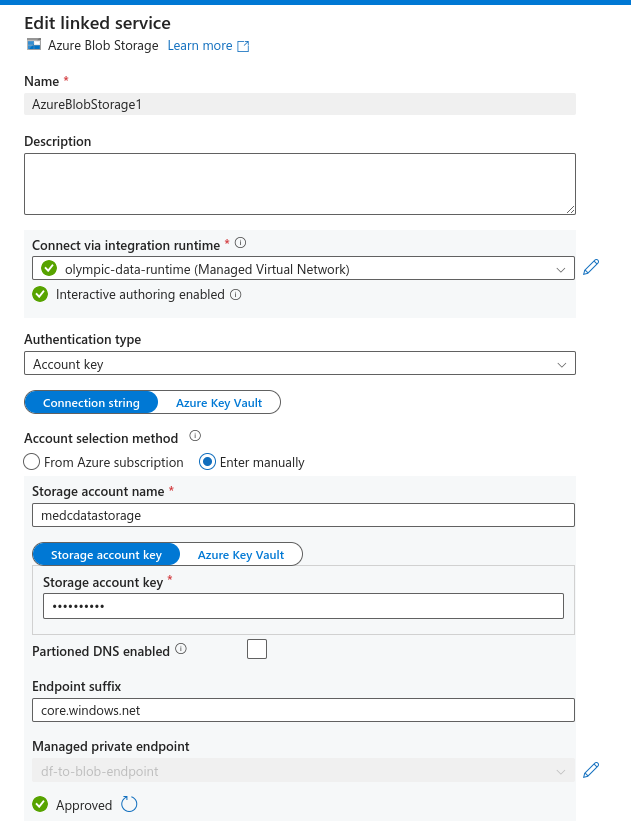 Edit linked service
Azure Blob Storage Learn more
Name *
AzureBlobStorage1
Description
Connect via integration runtime *
olympic-data-runtime (Managed Virtual Network)
Interactive authoring enabled
Authentication type
Account key
Connection string Azure Key Vault
Account selection method
From Azure subscription Enter manually
Storage account name *
medcdatastorage
Storage account key Azure Key Vault
Storage account key *
••••••••••
Partioned DNS enabled
Endpoint suffix
core.windows.net
Managed private endpoint
df-to-blob-endpoint
Approved